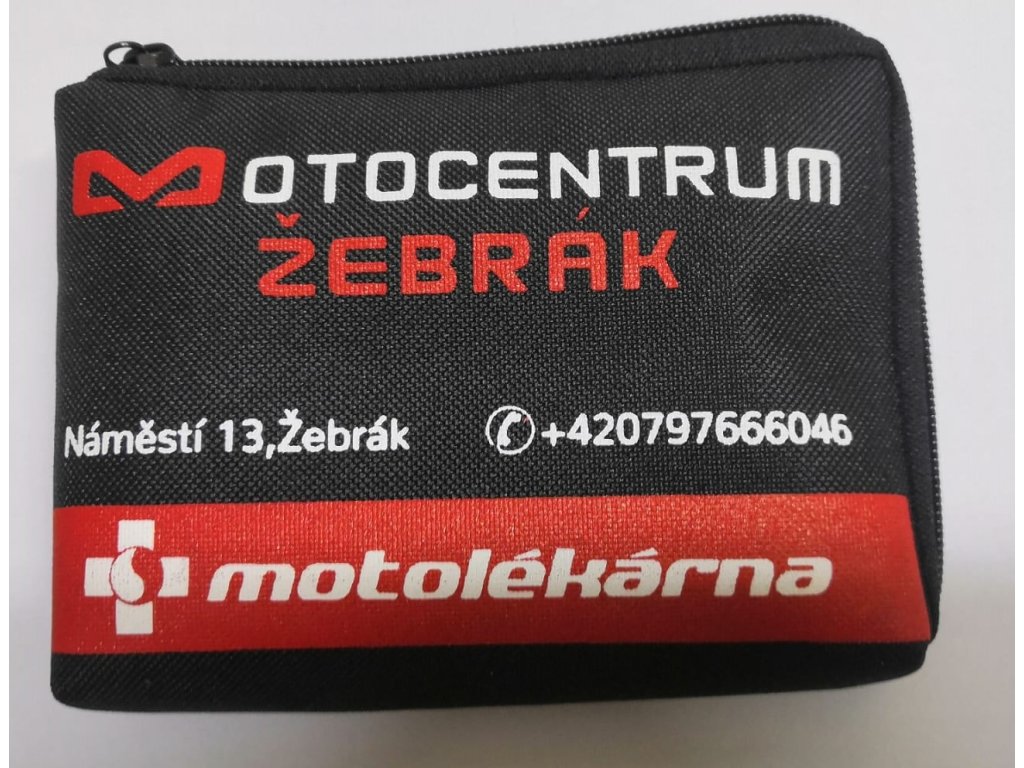 MOTOCENTRUM
ŽEBRÁK
Náměstí 13,Žebrák +420797666046
motolékárna